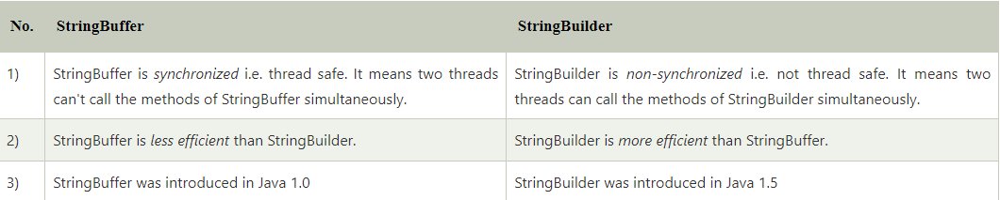 No. StringBuffer StringBuilder
1) StringBuffer is synchronized i.e. thread safe. It means two threads
can't call the methods of StringBuffer simultaneously.
StringBuilder is non-synchronized i.e. not thread safe. It means two
threads can call the methods of StringBuilder simultaneously.
2) StringBuffer is less efficient than StringBuilder. StringBuilder is more efficient than StringBuffer.
3) StringBuffer was introduced in Java 1.0 StringBuilder was introduced in Java 1.5